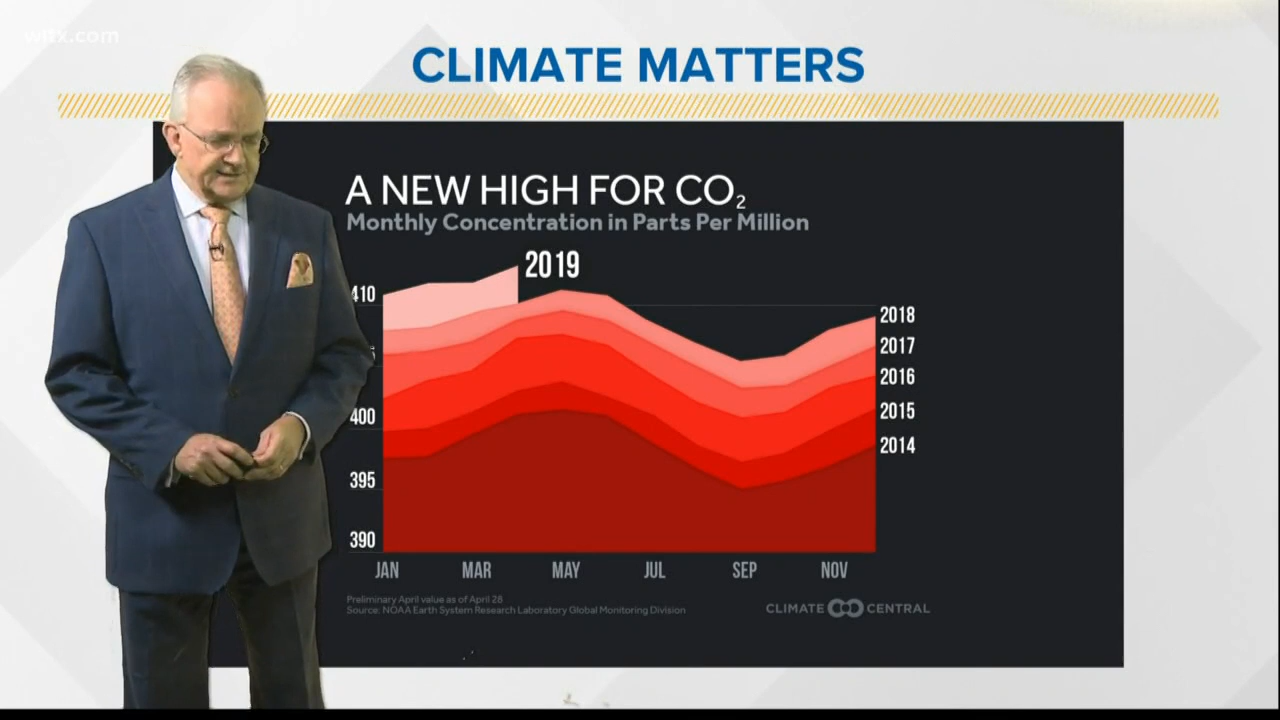 wltx.com
CLIMATE MATTERS
A NEW HIGH FOR CO₂
Monthly Concentration in Parts Per Million
2019
410
400
395
390
2018
2017
2016
2015
2014
JAN MAR MAY JUL SEP NOV
Preliminary April value as of April 28
Source: NOAA Earth System Research Laboratory Global Monitoring Division
CLIMATE CENTRAL